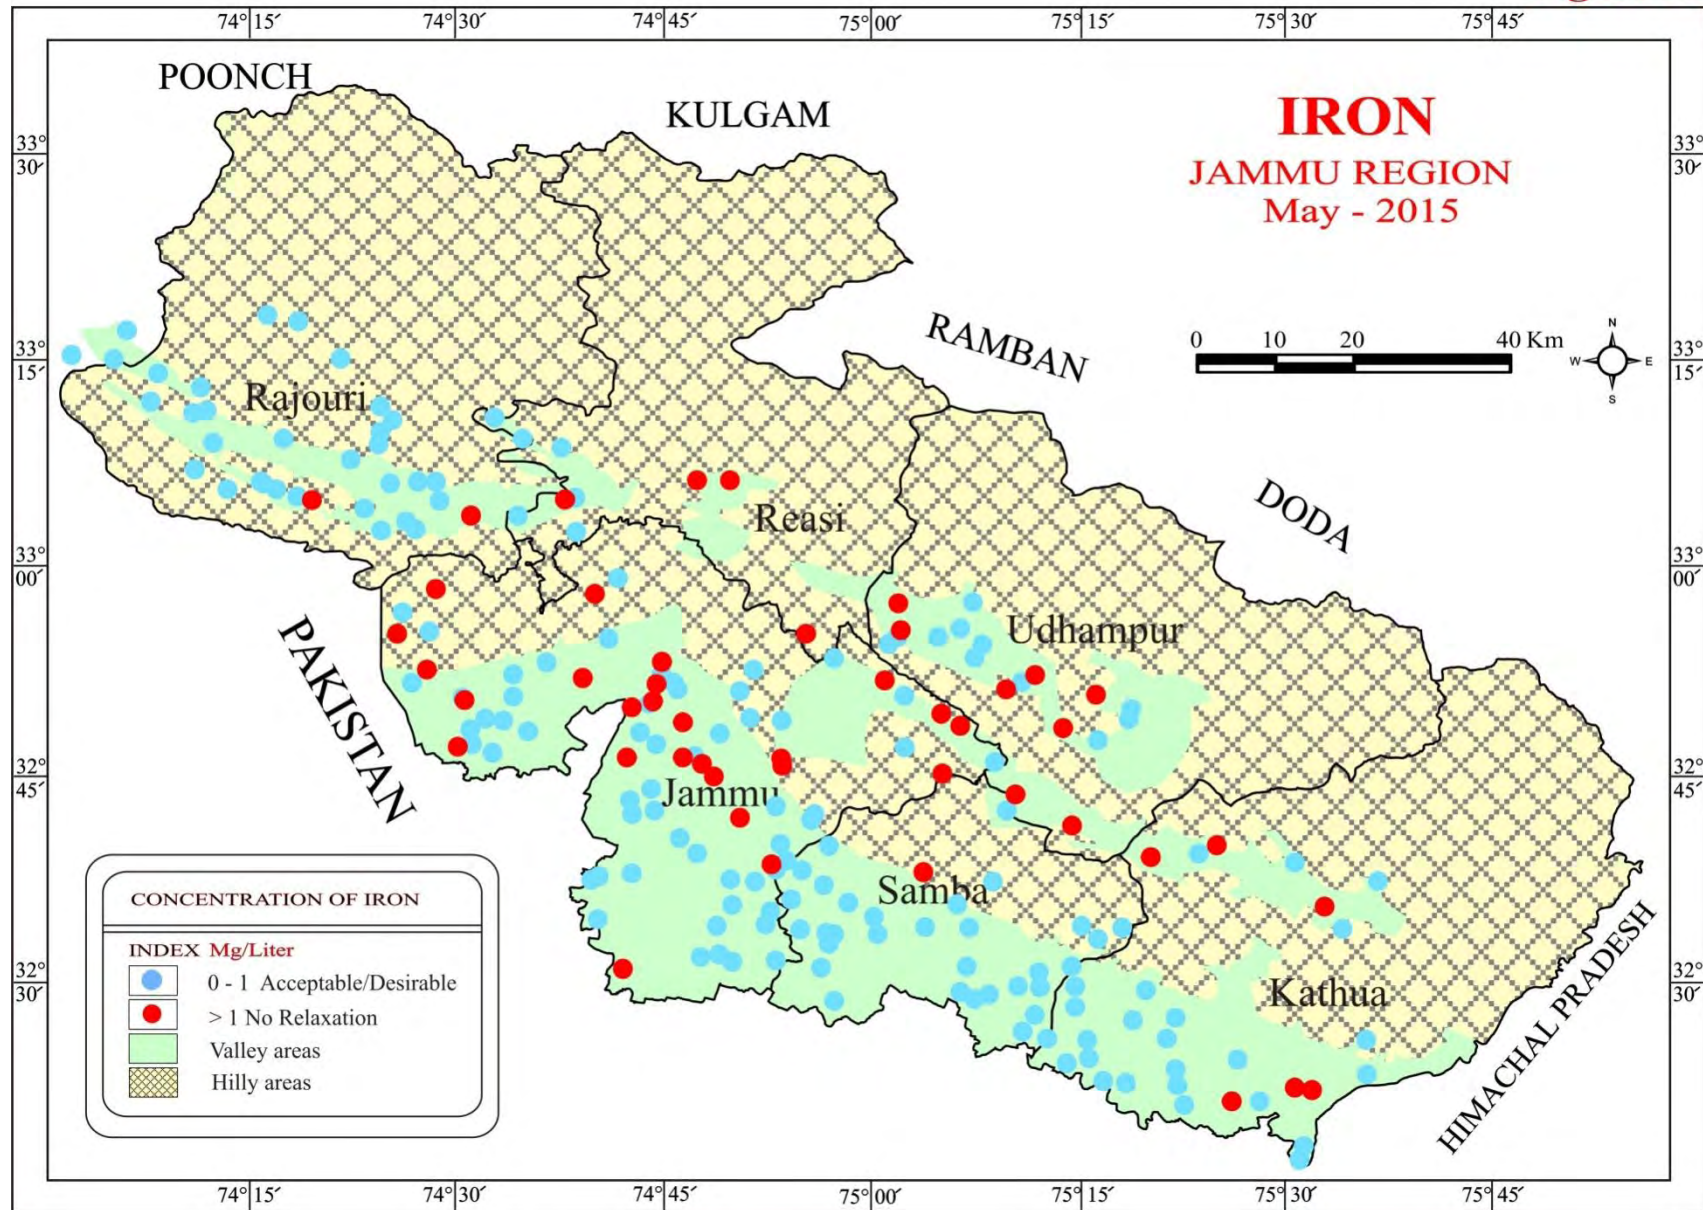 74°15′ 74°30′ 74°45′ 75°00′ 75°15′ 75°30′ 75°45′
POONCH
KULGAM
IRON
JAMMU REGION
May - 2015
33° 30′
33° 30′
RAMBAN
0 10 20 40 Km
N
W E
S
33° 15′
33° 15′
Rajouri
Reasi
DODA
33° 00′
33° 00′
PAKISTAN
Udhampur
32° 45′
32° 45′
Jammu
Samba
CONCENTRATION OF IRON
INDEX Mg/Liter
0 - 1 Acceptable/Desirable
> 1 No Relaxation
Valley areas
Hilly areas
32° 30′
32° 30′
Kathua
HIMACHAL PRADESH
74°15′ 74°30′ 74°45′ 75°00′ 75°15′ 75°30′ 75°45′